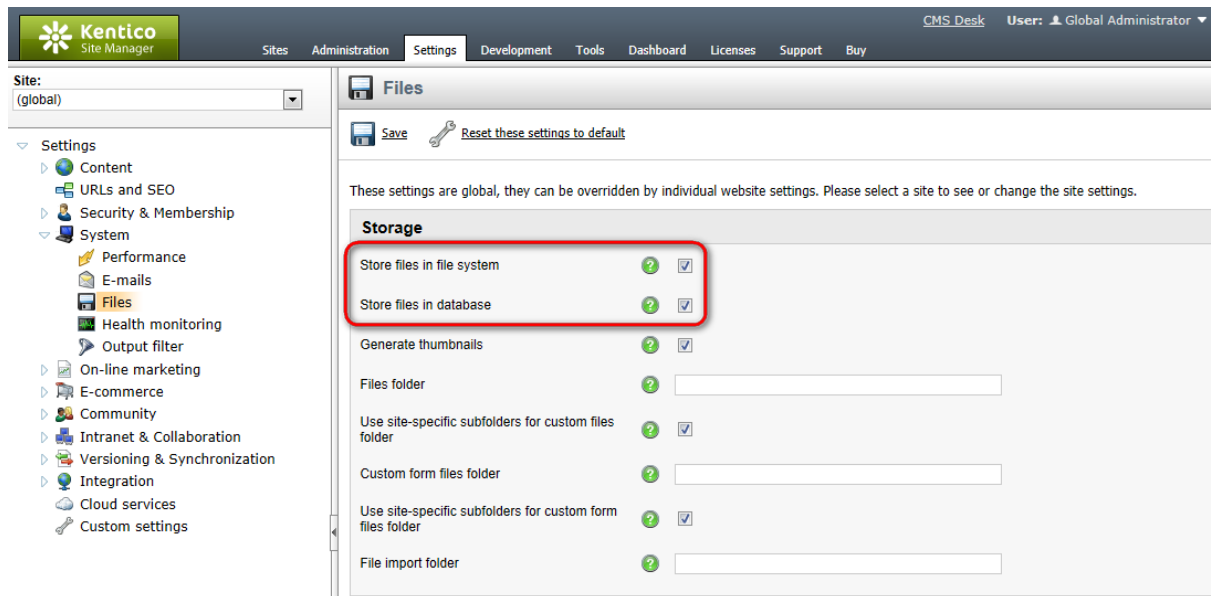 Kentico
Site Manager
CMS Desk User: Global Administrator
Sites Administration Settings Development Tools Dashboard Licenses Support Buy
Site:
(global)
Settings
Content
URLs and SEO
Security & Membership
System
Performance
E-mails
Files
Health monitoring
Output filter
On-line marketing
E-commerce
Community
Intranet & Collaboration
Versioning & Synchronization
Integration
Cloud services
Custom settings
Files
Save Reset these settings to default
These settings are global, they can be overridden by individual website settings. Please select a site to see or change the site settings.
Storage
Store files in file system
Store files in database
Generate thumbnails
Files folder
Use site-specific subfolders for custom files
folder
Custom form files folder
Use site-specific subfolders for custom form
files folder
File import folder